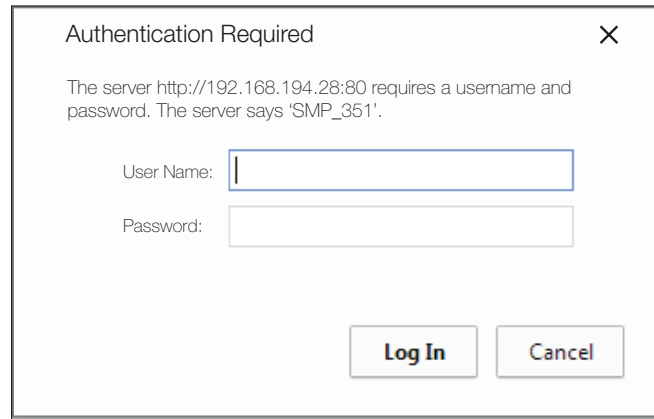 Authentication Required
The server http://192.168.194.28:80 requires a username and
password. The server says ‘SMP_351’.
User Name:
Password:
Log In
Cancel